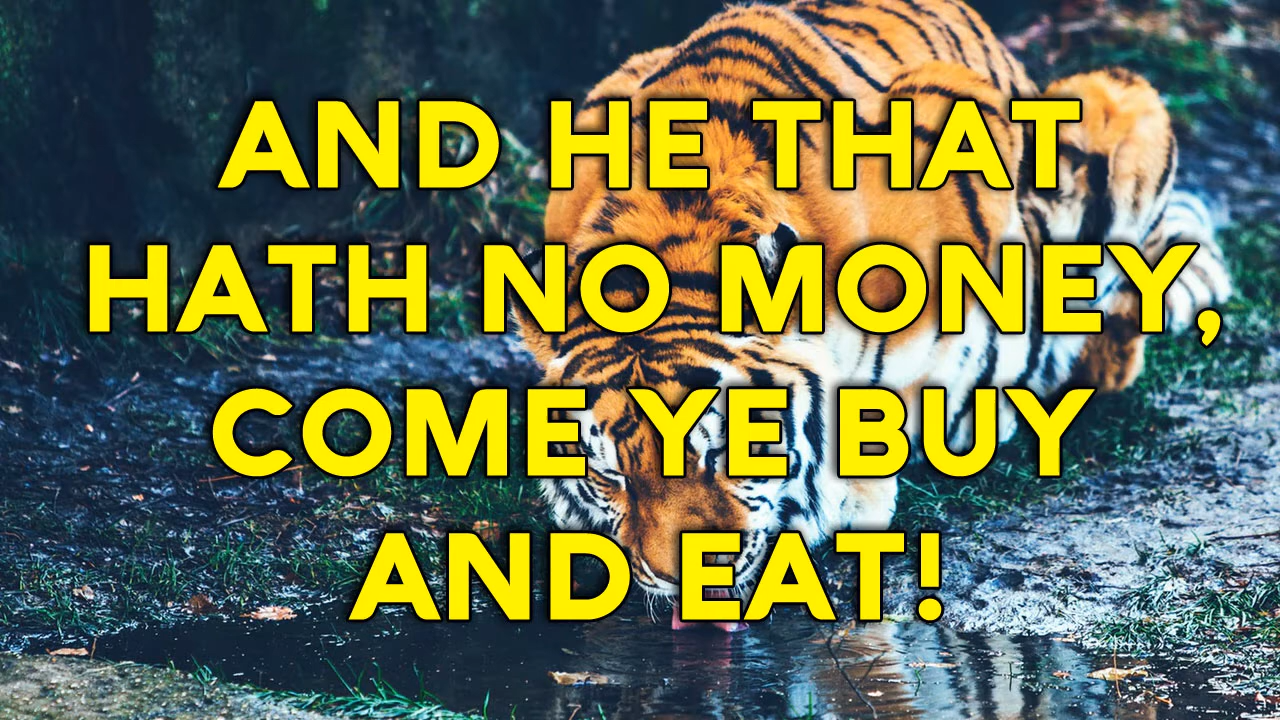 AND HE THAT
HATH NO MONEY,
COME YE BUY
AND EAT!